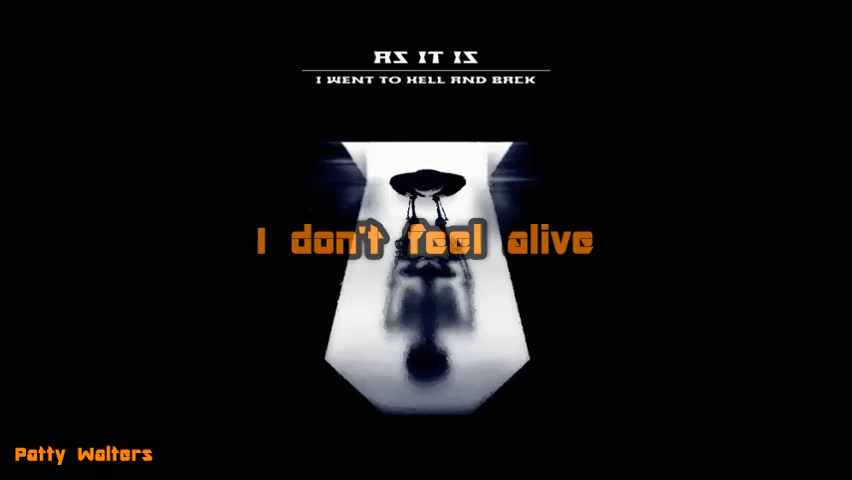 AS IT IS
I WENT TO HELL AND BACK
I don't feel alive
Patty Walters